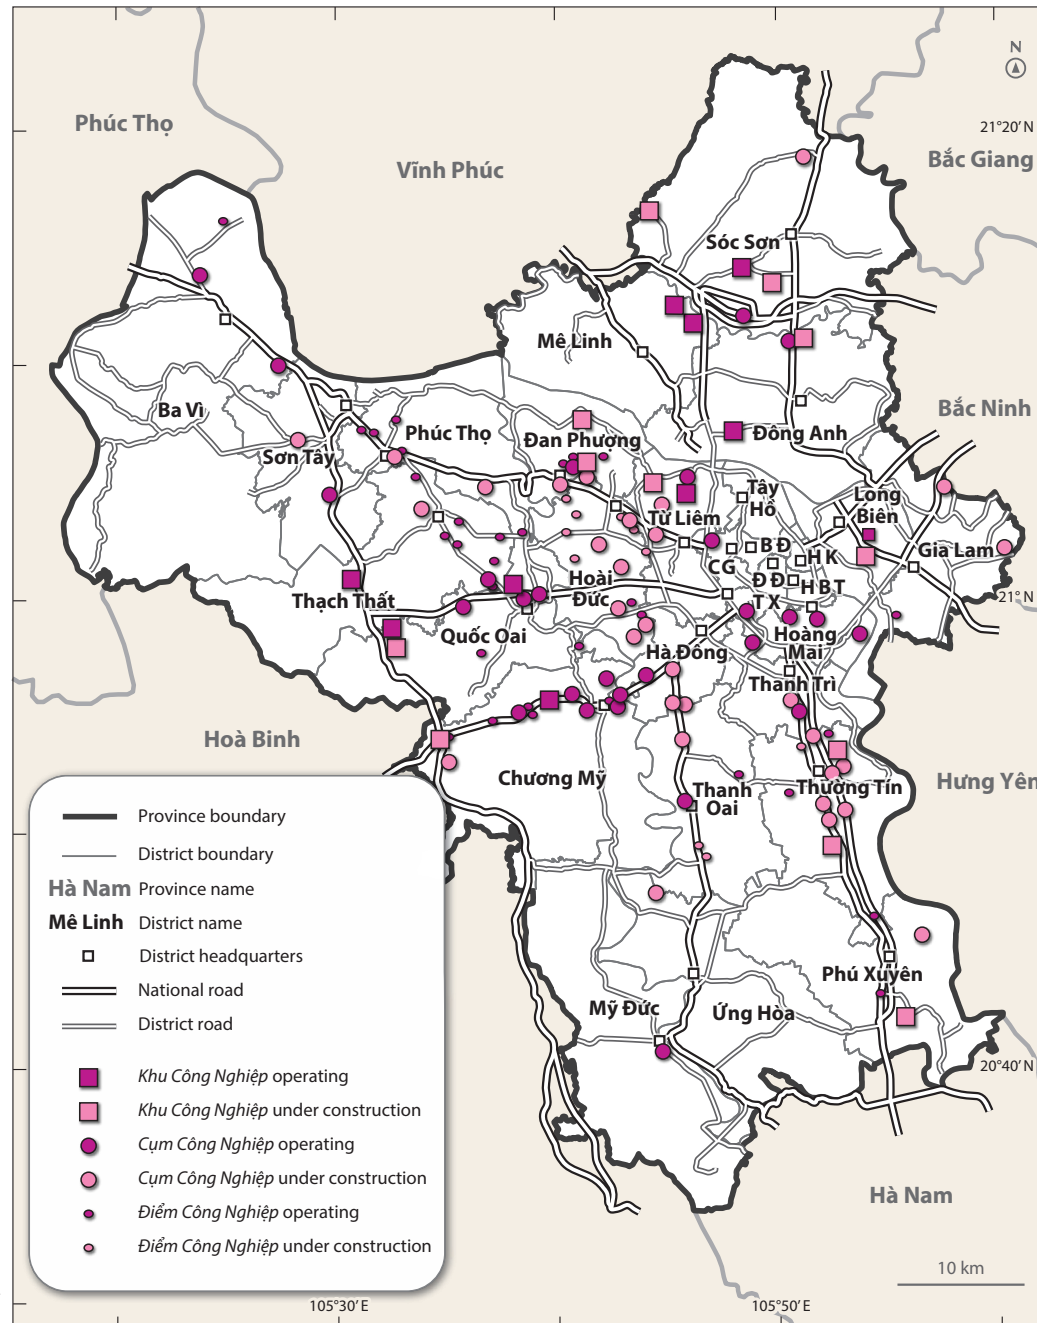 N
21°20' N
Phúc Thọ
Vĩnh Phúc
Bắc Giang
Sóc Sơn
Mê Linh
Ba Vì
Bắc Ninh
Phúc Thọ
Đan Phượng
Đông Anh
Sơn Tây
Tây
Hồ
Long
Biên
Từ Liêm
BĐ
HK
Gia Lam
CG
ĐĐ
HBT
Hoài
Đức
Thạch Thất
21° N
TX
Quốc Oai
Hoàng
Mai
Hà Đông
Thanh Trì
Hoà Bình
Chương Mỹ
Thanh
Oai
Thường Tín
Hưng Yên
Province boundary
District boundary
Hà Nam Province name
Mê Linh District name
District headquarters
National road
District road
Phú Xuyên
Mỹ Đức
Ứng Hòa
20°40' N
Khu Công Nghiệp operating
Khu Công Nghiệp under construction
Cụm Công Nghiệp operating
Cụm Công Nghiệp under construction
Điểm Công Nghiệp operating
Điểm Công Nghiệp under construction
Hà Nam
10 km
105°30' E
105°50' E